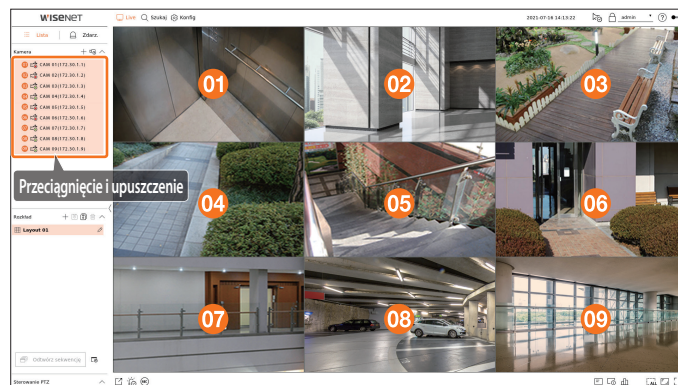 WISENET
Live Szukaj Konfig
2021-07-16 14:13:22
admin
Lista Zdarz.
Kamera
CAM 01(172.30.1.1)
CAM 02(172.30.1.2)
CAM 03(172.30.1.3)
CAM 04(172.30.1.4)
CAM 05(172.30.1.5)
CAM 06(172.30.1.6)
CAM 07(172.30.1.7)
CAM 08(172.30.1.8)
CAM 09(172.30.1.9)
Przeciągnięcie i upuszczenie
Rozkład
Layout 01
Odtwórz sekwencję
Sterowanie PTZ
01
02
03
04
05
06
07
08
09
ALL